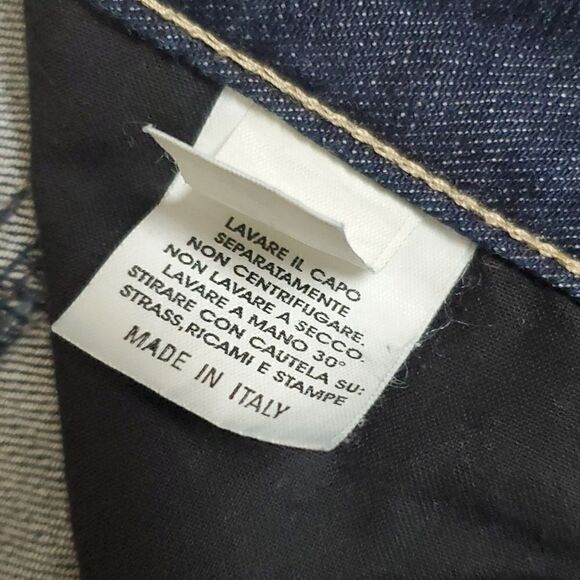 LAVARE IL CAPO
SEPARATAMENTE
NON CENTRIFUGARE.
NON LAVARE A SECCO.
LAVARE A MANO 30°
STIRARE CON CAUTELA SU:
STRASS, RICAMI E STAMPE
MADE IN ITALY